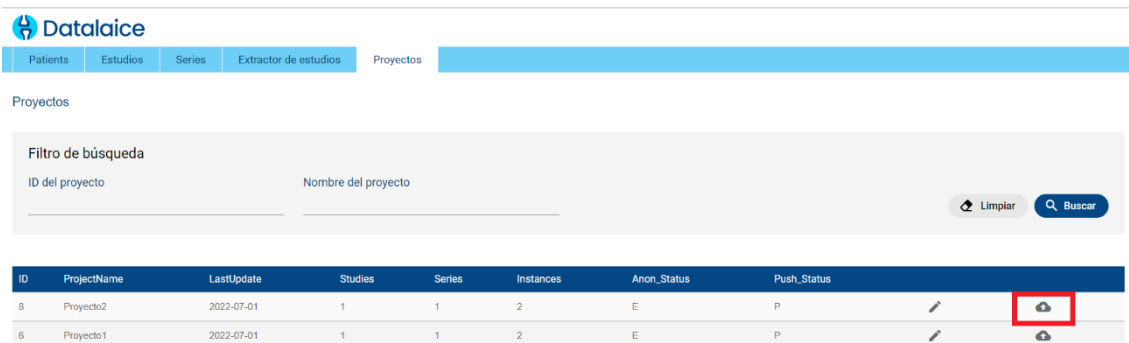 Datalaice
Patients Estudios Series Extractor de estudios Proyectos
Proyectos
Filtro de búsqueda
ID del proyecto Nombre del proyecto
Limpiar Buscar
ID ProjectName LastUpdate Studies Series Instances Anon_Status Push_Status
8 Proyecto2 2022-07-01 1 1 2 E P
6 Proyecto1 2022-07-01 1 1 2 E P